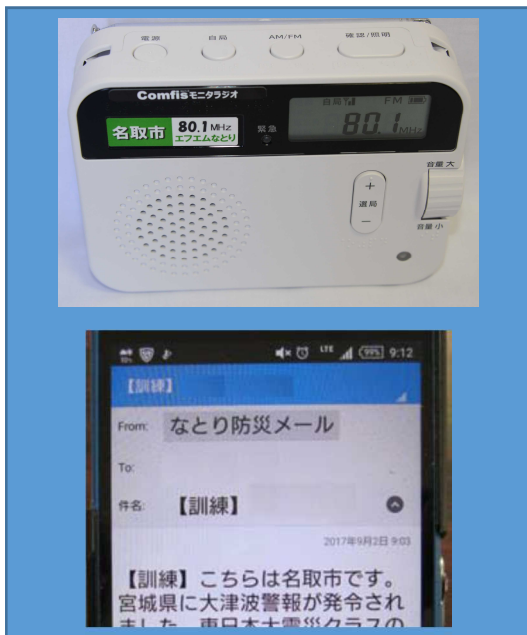 電源
自局
AM/FM
確認/照明
Comfisモニタラジオ
自局
FM
名取市
80.1MHz
エフエムなとり
緊急
80.1MHz
音量 大
+
選局
−
音量 小
LTE
99%
9:12
【訓練】
From: なとり防災メール
To:
件名: 【訓練】
2017年9月2日 9:03
【訓練】こちらは名取市です。
宮城県に大津波警報が発令され
ました。東日本大震災クラスの